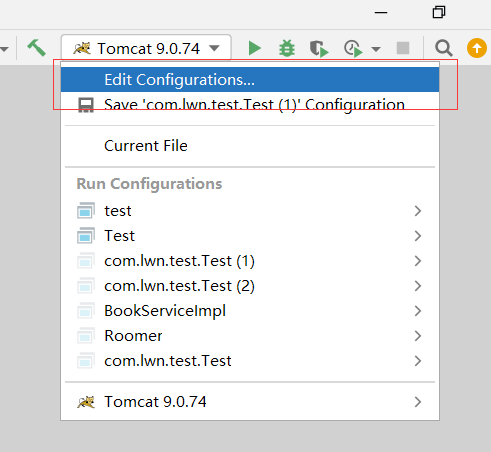 Tomcat 9.0.74
Edit Configurations...
Save 'com.lwn.test.Test (1)' Configuration
Current File
Run Configurations
test
Test
com.lwn.test.Test (1)
com.lwn.test.Test (2)
BookServiceImpl
Roomer
com.lwn.test.Test
Tomcat 9.0.74